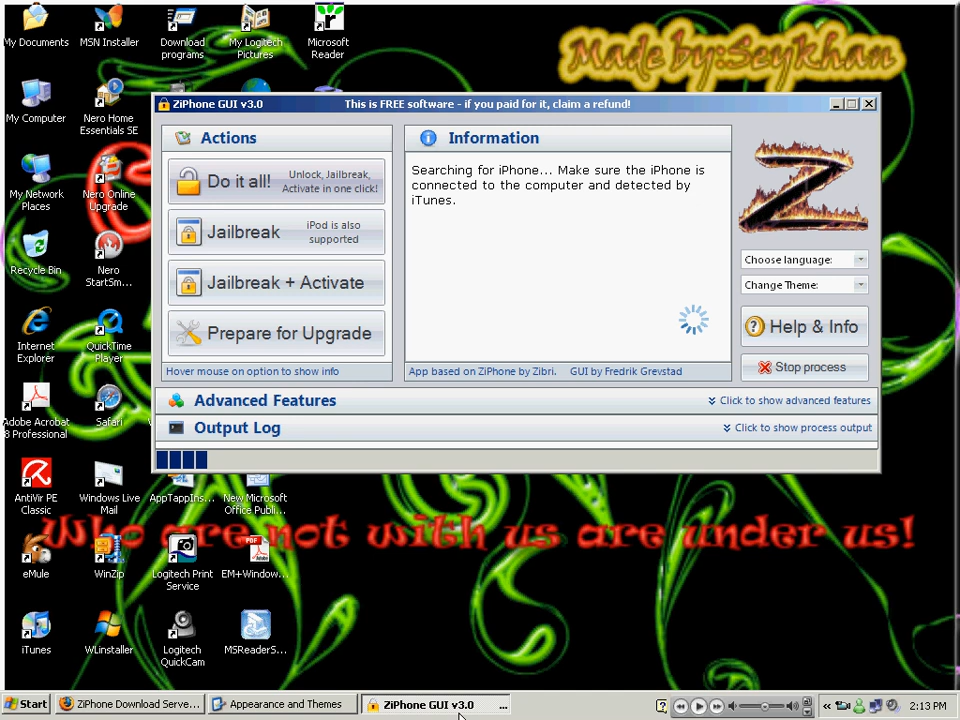 My Documents
MSN Installer
Download programs
My Logitech Pictures
Microsoft Reader
Made by:Seykhan
My Computer
Nero Home Essentials SE
My Network Places
Nero Online Upgrade
Recycle Bin
Nero StartSm...
Internet Explorer
QuickTime Player
Adobe Acrobat 8 Professional
Safari
AntiVir PE Classic
Windows Live Mail
AppTappIns...
New Microsoft Office Publi...
eMule
WinZip
Logitech Print Service
EM+Window...
iTunes
WLinstaller
Logitech QuickCam
MSReaderS...
ZiPhone GUI v3.0
This is FREE software - if you paid for it, claim a refund!
Actions
Do it all!
Unlock, Jailbreak,
Activate in one click!
Jailbreak
iPod is also
supported
Jailbreak + Activate
Prepare for Upgrade
Hover mouse on option to show info
Information
Searching for iPhone... Make sure the iPhone is
connected to the computer and detected by
iTunes.
App based on ZiPhone by Zibri.
GUI by Fredrik Grevstad
Z
Choose language:
Change Theme:
Help & Info
Stop process
Advanced Features
Click to show advanced features
Output Log
Click to show process output
Who are not with us are under us!
Start
ZiPhone Download Serve...
Appearance and Themes
ZiPhone GUI v3.0 ...
2:13 PM